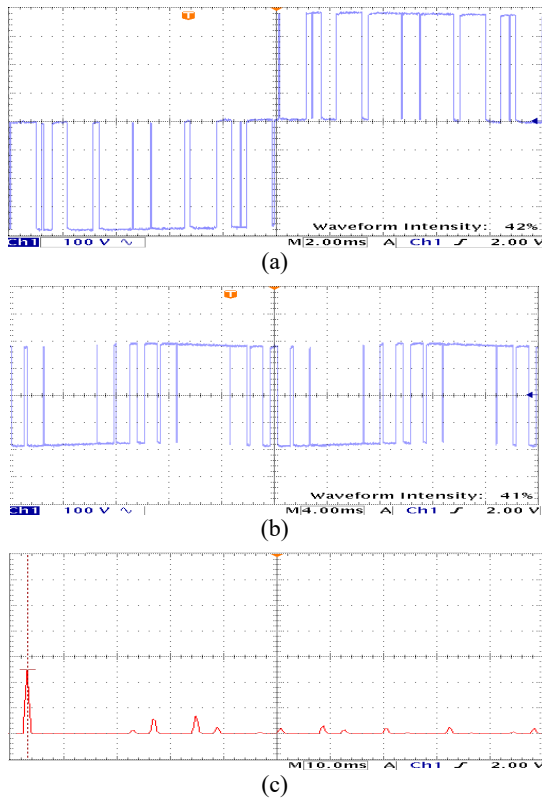 T
Waveform Intensity: 42%
Ch1 100 V ∿ M 2.00ms A Ch1 ƒ 2.00 V
(a)
T
Waveform Intensity: 41%
Ch1 100 V ∿ M 4.00ms A Ch1 ƒ 2.00 V
(b)
M 10.0ms A Ch1 ƒ 2.00 V
(c)